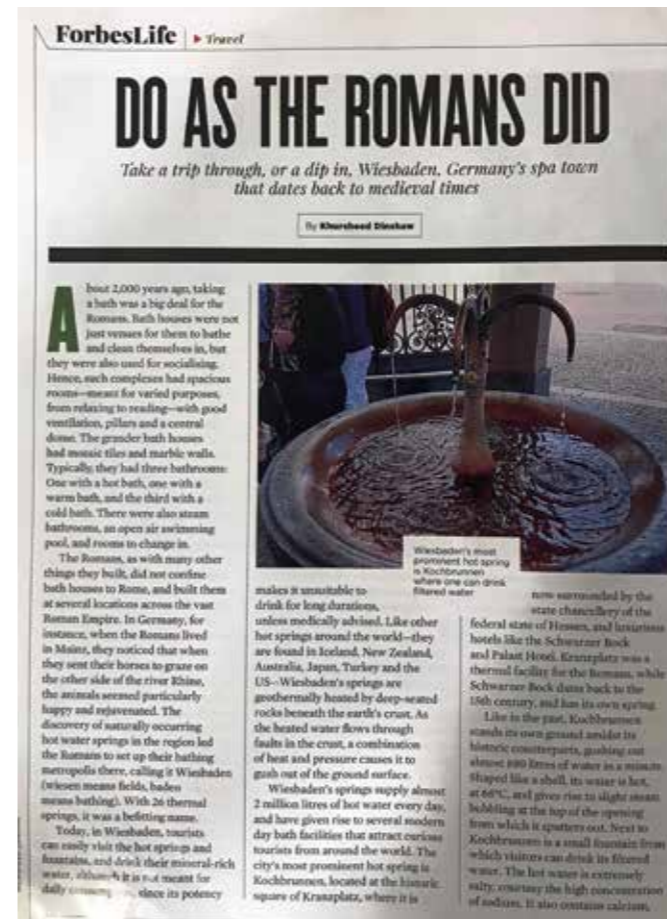 ForbesLife
Travel
DO AS THE ROMANS DID
Take a trip through, or a dip in, Wiesbaden, Germany's spa town
that dates back to medieval times
By Khursheed Dinshaw
About 2,000 years ago, taking
a bath was a big deal for the
Romans. Bath houses were not
just venues for them to bathe
and clean themselves in, but
they were also used for socialising.
Hence, such complexes had spacious
rooms—meant for varied purposes,
from relaxing to reading—with good
ventilation, pillars and a central
dome. The grander bath houses
had mosaic tiles and marble walls.
Typically, they had three bathrooms:
One with a hot bath, one with a
warm bath, and the third with a
cold bath. There were also steam
bathrooms, an open air swimming
pool, and rooms to change in.
The Romans, as with many other
things they built, did not confine
bath houses to Rome, and built them
at several locations across the vast
Roman Empire. In Germany, for
instance, when the Romans lived
in Mainz, they noticed that when
they sent their horses to graze on
the other side of the river Rhine,
the animals seemed particularly
happy and rejuvenated. The
discovery of naturally occurring
hot water springs in the region led
the Romans to set up their bathing
metropolis there, calling it Wiesbaden
(wiesen means fields, baden
means bathing). With 26 thermal
springs, it was a befitting name.
Today, in Wiesbaden, tourists
can easily visit the hot springs and
fountains, and drink their mineral-rich
water, although it is not meant for
daily since its potency
Wiesbaden's most
prominent hot spring
is Kochbrunnen
where one can drink
filtered water
makes it unsuitable to
drink for long durations,
unless medically advised. Like other
hot springs around the world—they
are found in Iceland, New Zealand,
Australia, Japan, Turkey and the
US—Wiesbaden's springs are
geothermally heated by deep-seated
rocks beneath the earth's crust. As
the heated water flows through
faults in the crust, a combination
of heat and pressure causes it to
gush out of the ground surface.
Wiesbaden's springs supply almost
2 million litres of hot water every day,
and have given rise to several modern
day bath facilities that attract curious
tourists from around the world. The
city's most prominent hot spring is
Kochbrunnen, located at the historic
square of Kranzplatz, where it is
now surrounded by the
state chancellery of the
federal state of Hessen, and luxurious
hotels like the Schwarzer Bock
and Palast Hotel. Kranzplatz was a
thermal facility for the Romans, while
Schwarzer Bock dates back to the
15th century, and has its own spring.
Like in the past, Kochbrunnen
stands its own ground amidst its
historic counterparts, gushing out
almost litres of water in a minute.
Shaped like a shell, its water is hot,
at 66°C, and gives rise to slight steam
bubbling at the top of the opening
from which it sputters out. Next to
Kochbrunnen is a small fountain from
which visitors can drink its filtered
water. The hot water is extremely
salty, courtesy the high concentration
of sodium. It also contains calcium,